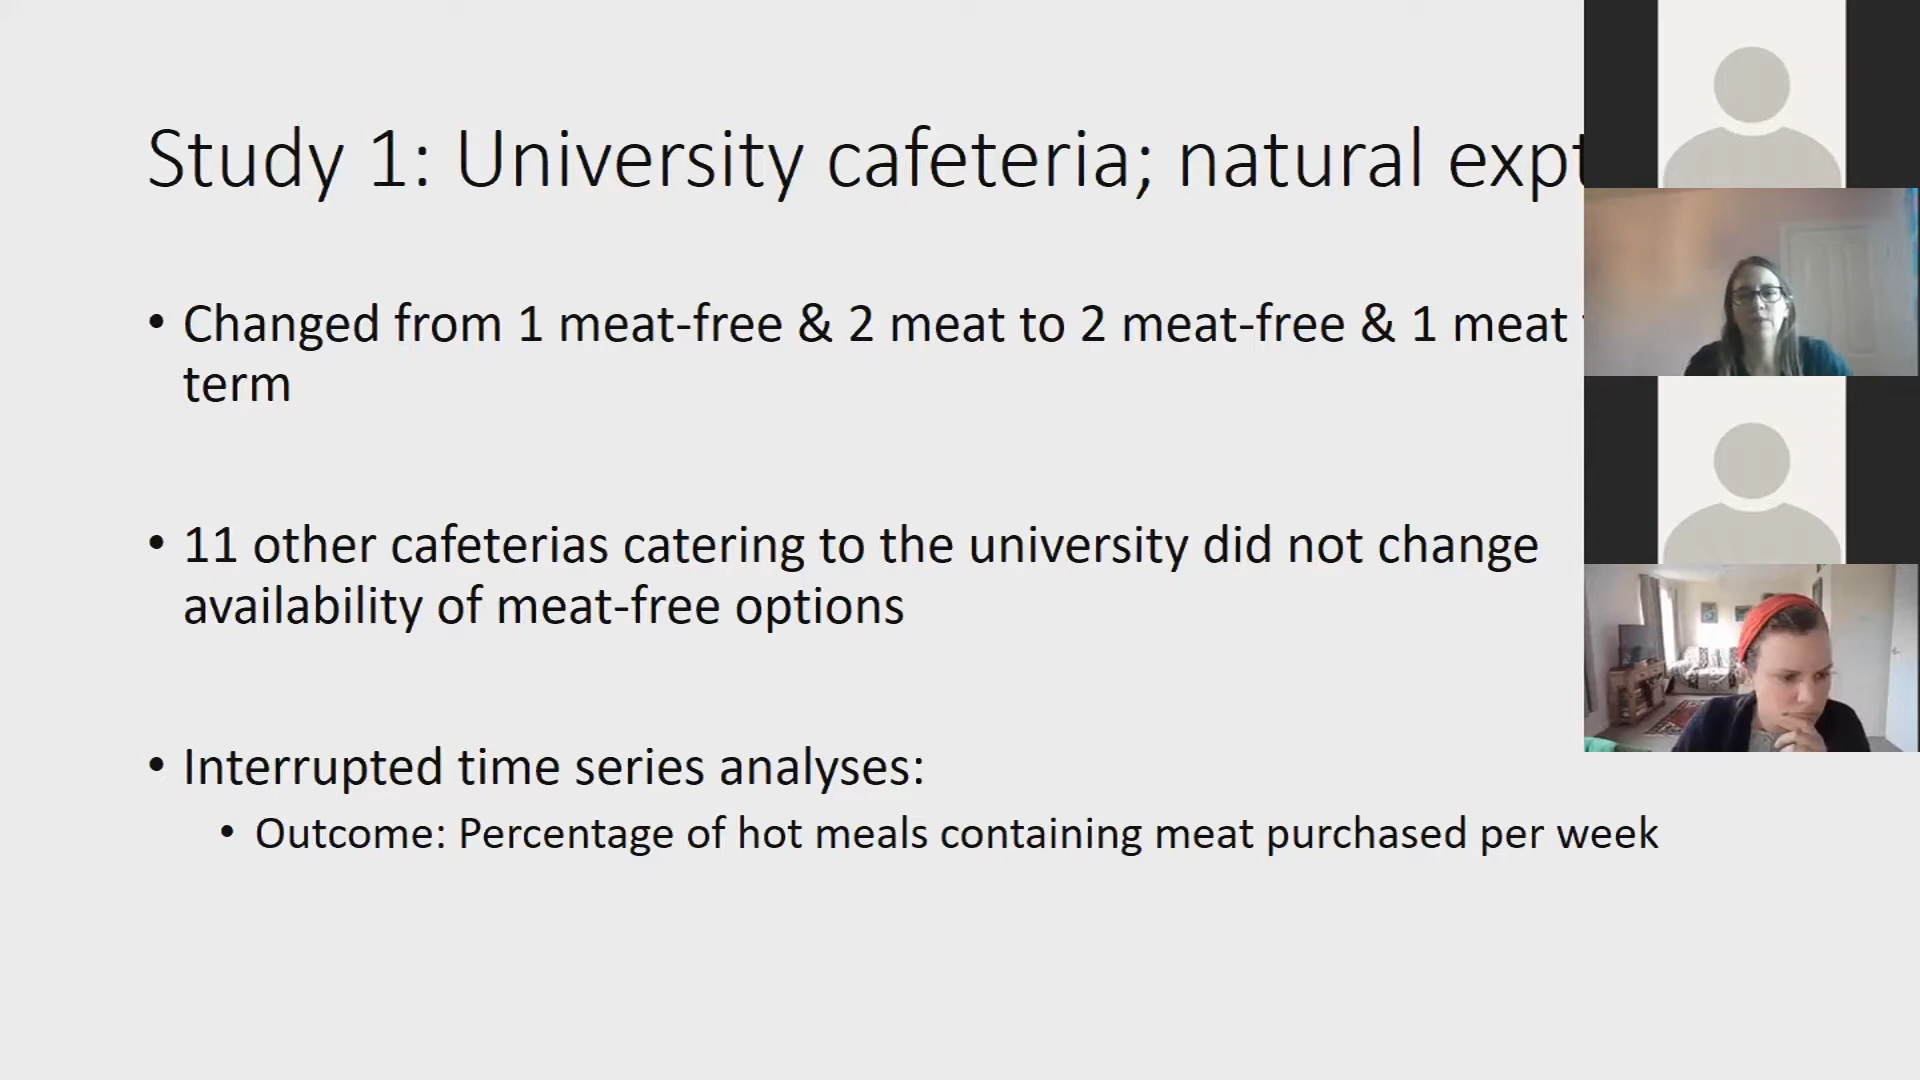 Study 1: University cafeteria; natural expt
• Changed from 1 meat-free & 2 meat to 2 meat-free & 1 meat
term
• 11 other cafeterias catering to the university did not change
availability of meat-free options
• Interrupted time series analyses:
• Outcome: Percentage of hot meals containing meat purchased per week